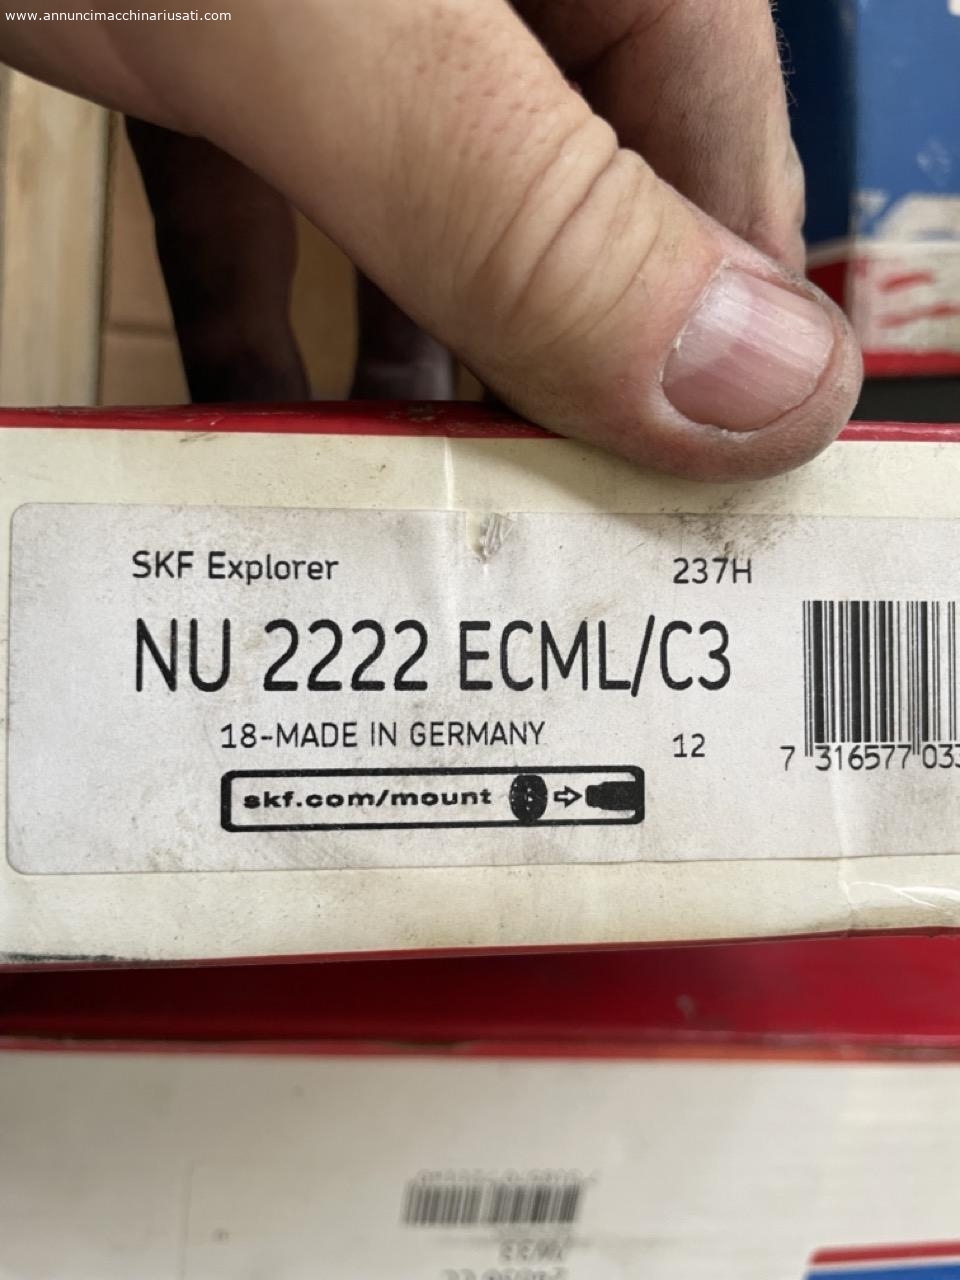 www.annuncimacchinariusati.com
SKF Explorer
237H
NU 2222 ECML/C3
18-MADE IN GERMANY
12
7 316577 033
skf.com/mount